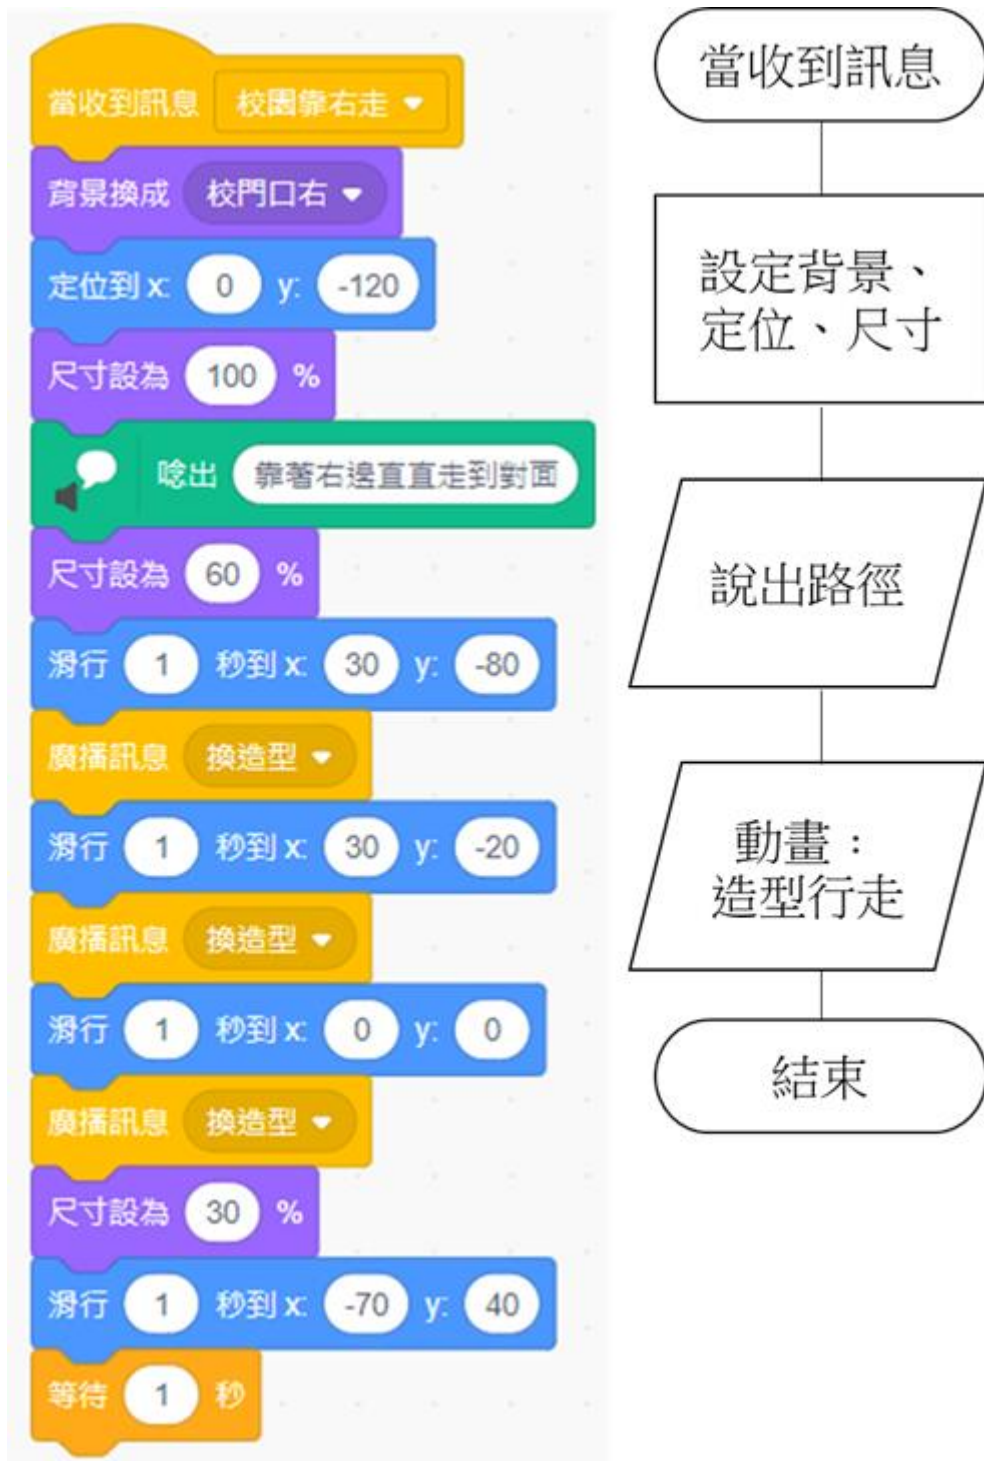 當收到訊息 校園靠右走
背景換成 校門口右
定位到 x: 0 y: -120
尺寸設為 100 %
唸出 靠著右邊直直走到對面
尺寸設為 60 %
滑行 1 秒到 x: 30 y: -80
廣播訊息 換造型
滑行 1 秒到 x: 30 y: -20
廣播訊息 換造型
滑行 1 秒到 x: 0 y: 0
廣播訊息 換造型
尺寸設為 30 %
滑行 1 秒到 x: -70 y: 40
等待 1 秒
當收到訊息
設定背景、
定位、尺寸
說出路徑
動畫：
造型行走
結束